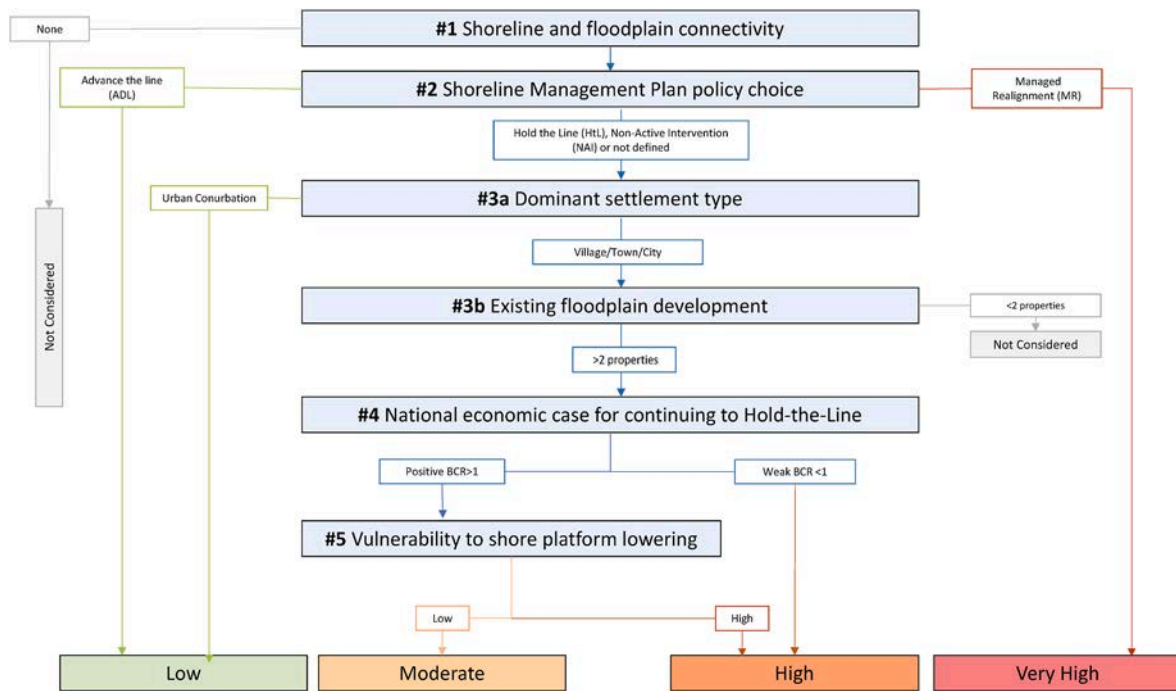 None
#1 Shoreline and floodplain connectivity
Advance the line
(ADL)
#2 Shoreline Management Plan policy choice
Managed
Realignment (MR)
Hold the Line (HtL), Non-Active Intervention
(NAI) or not defined
Urban Conurbation
#3a Dominant settlement type
Village/Town/City
Not Considered
#3b Existing floodplain development
<2 properties
Not Considered
>2 properties
#4 National economic case for continuing to Hold-the-Line
Positive BCR>1
Weak BCR <1
#5 Vulnerability to shore platform lowering
Low
High
Low
Moderate
High
Very High